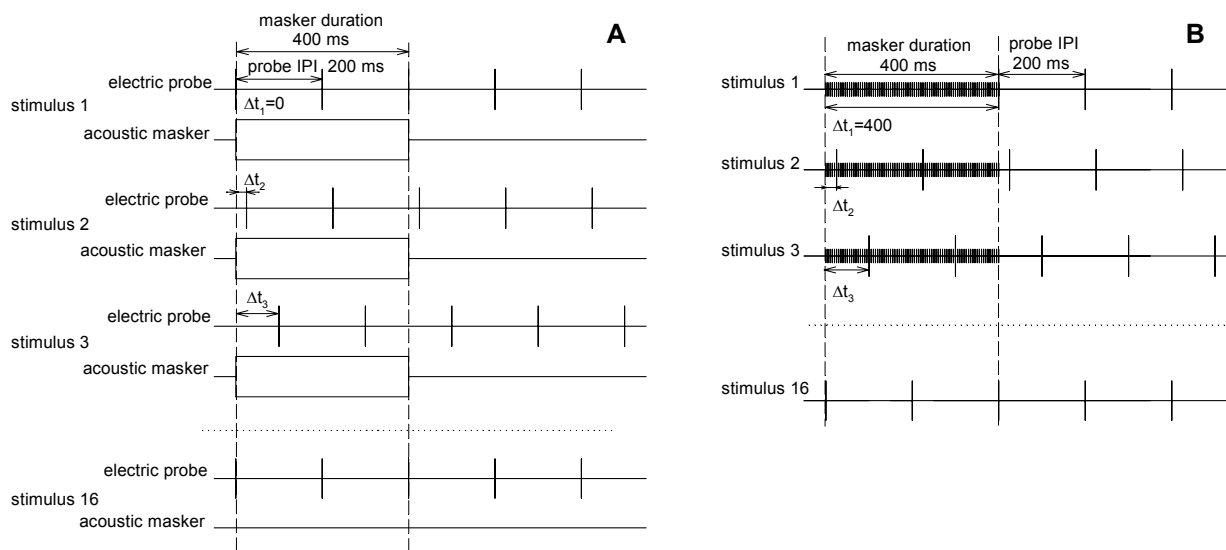 A
masker duration
400 ms
electric probe
probe IPI 200 ms
stimulus 1
Δt₁=0
acoustic masker
Δt₂
electric probe
stimulus 2
acoustic masker
Δt₃
electric probe
stimulus 3
acoustic masker
electric probe
stimulus 16
acoustic masker
B
masker duration
400 ms
probe IPI
200 ms
stimulus 1
Δt₁=400
stimulus 2
Δt₂
stimulus 3
Δt₃
stimulus 16